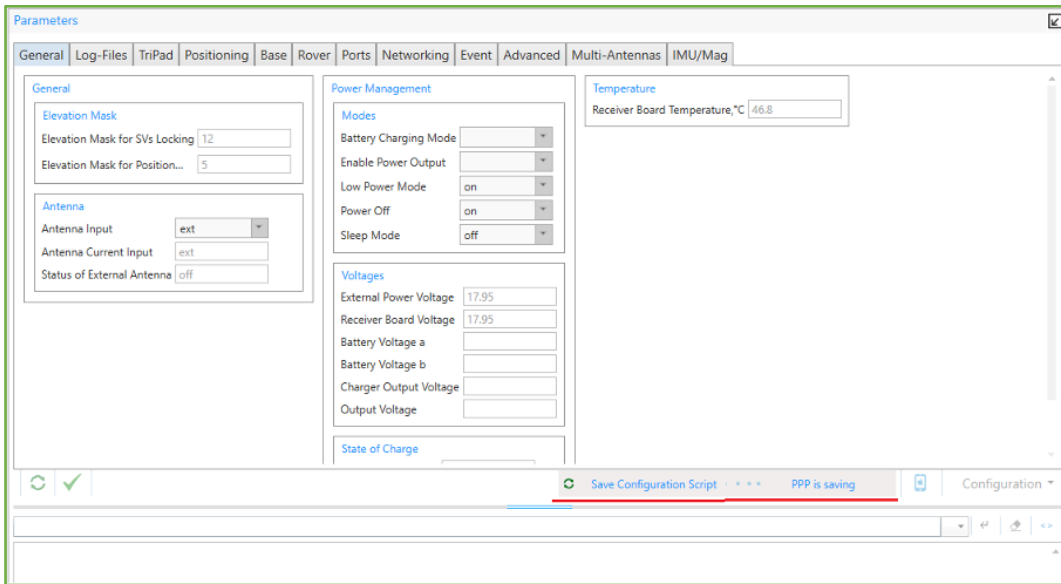 Parameters
General Log-Files TriPad Positioning Base Rover Ports Networking Event Advanced Multi-Antennas IMU/Mag
General
Elevation Mask
Elevation Mask for SVs Locking 12
Elevation Mask for Position... 5
Antenna
Antenna Input ext
Antenna Current Input ext
Status of External Antenna off
Power Management
Modes
Battery Charging Mode
Enable Power Output
Low Power Mode on
Power Off on
Sleep Mode off
Voltages
External Power Voltage 17.95
Receiver Board Voltage 17.95
Battery Voltage a
Battery Voltage b
Charger Output Voltage
Output Voltage
State of Charge
Temperature
Receiver Board Temperature,°C 46.8
Save Configuration Script PPP is saving Configuration